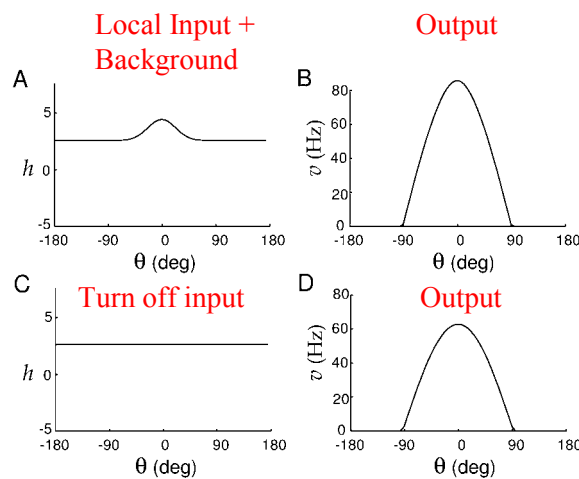 Local Input +
Background
Output
A
5
h 0
-5
-180 -90 0 90 180
θ (deg)
B
80
60
40
20
0
v (Hz)
-180 -90 0 90 180
θ (deg)
C
Turn off input
5
h 0
-5
-180 -90 0 90 180
θ (deg)
D
Output
80
60
40
20
0
v (Hz)
-180 -90 0 90 180
θ (deg)